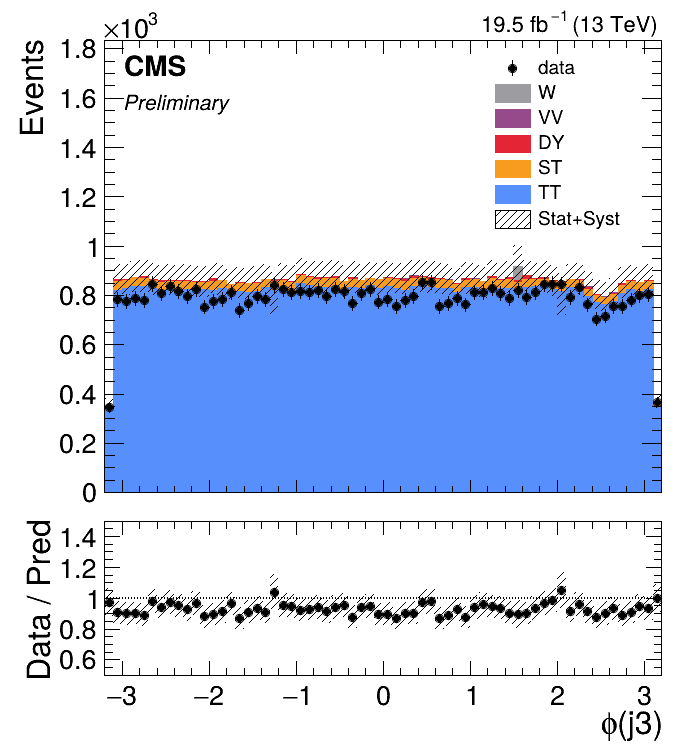 ×10³
19.5 fb⁻¹ (13 TeV)
Events
CMS
Preliminary
data
W
VV
DY
ST
TT
Stat+Syst
1.8
1.6
1.4
1.2
1
0.8
0.6
0.4
0.2
0
Data / Pred
1.4
1.2
1
0.8
0.6
−3 −2 −1 0 1 2 3
ϕ(j3)